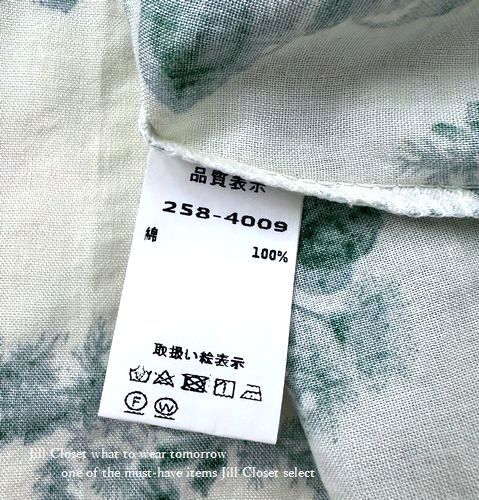 品質表示
258-4009
綿
100%
取扱い絵表示
F W
Jill Closet what to wear tomorrow
one of the must-have items Jill Closet select